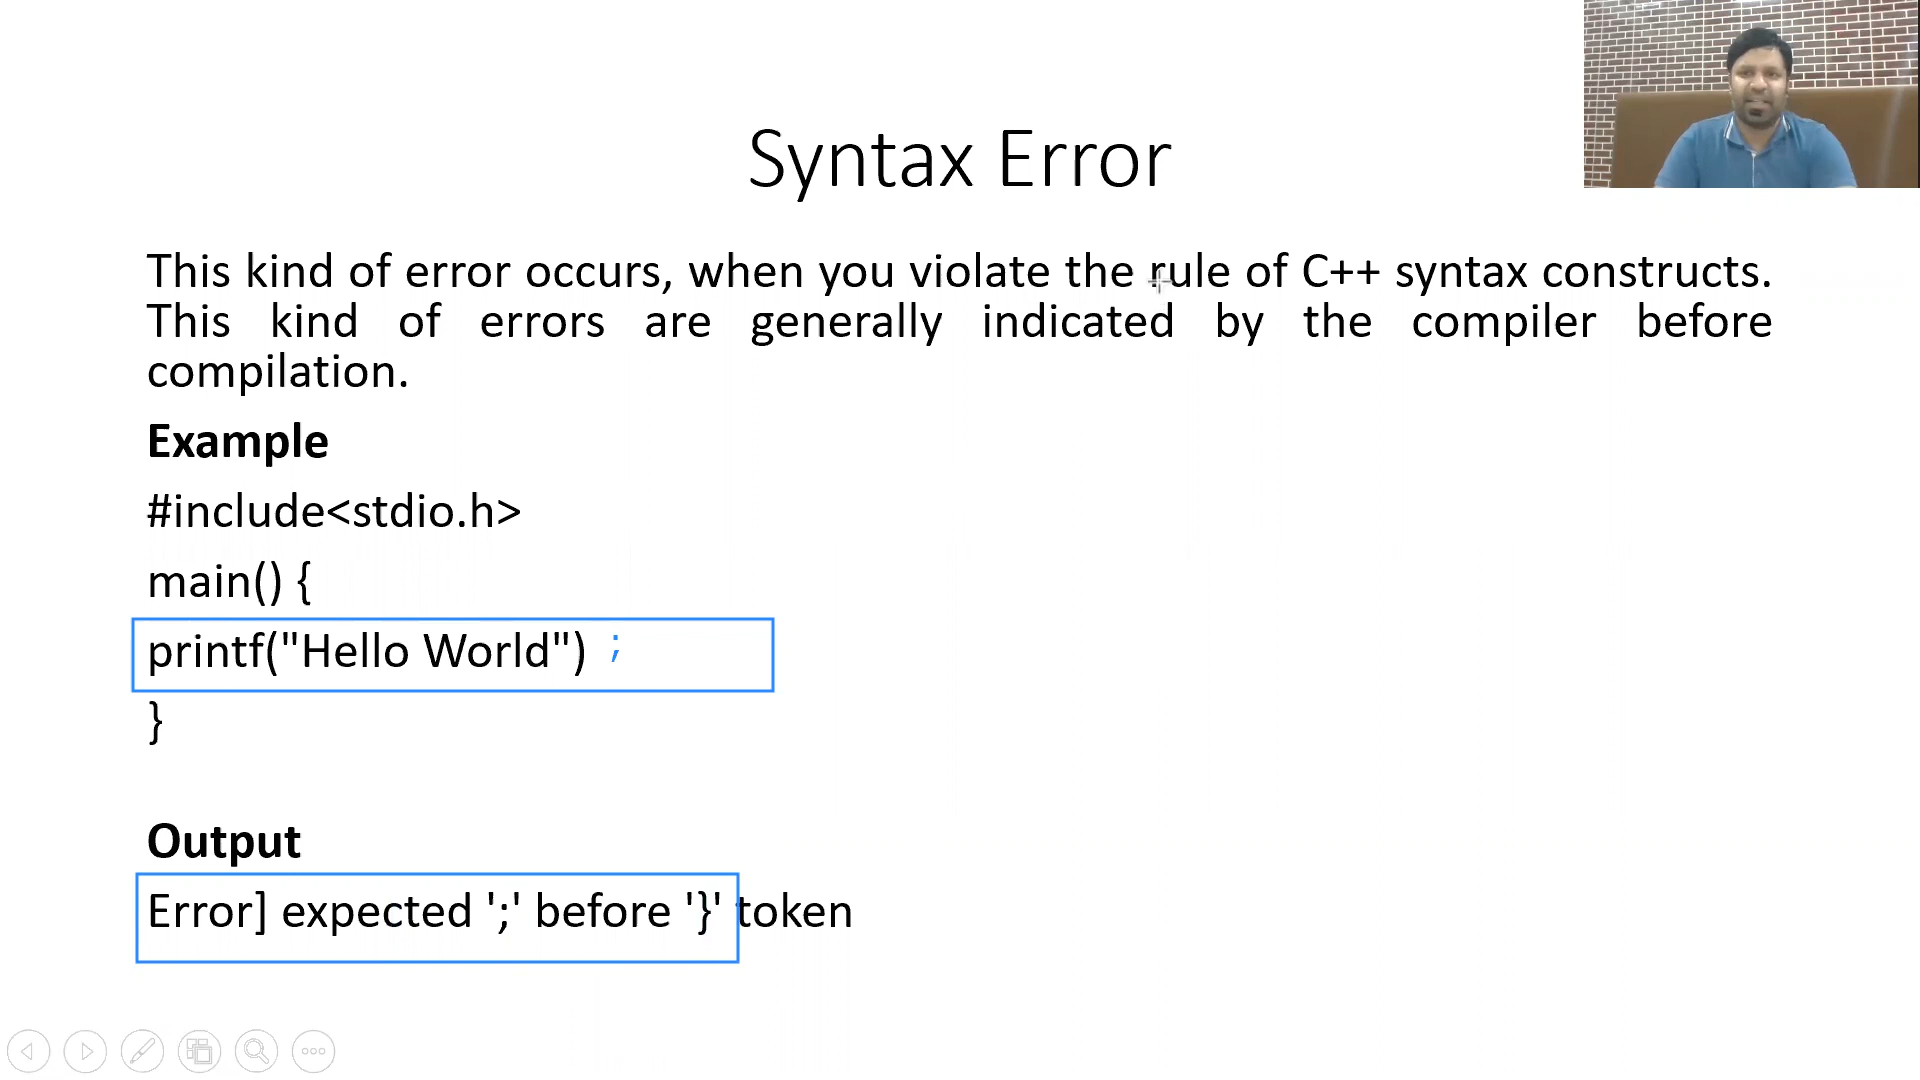 Syntax Error
This kind of error occurs, when you violate the rule of C++ syntax constructs.
This kind of errors are generally indicated by the compiler before
compilation.
Example
#include<stdio.h>
main() {
printf("Hello World") ;
}
Output
Error] expected ';' before '}' token